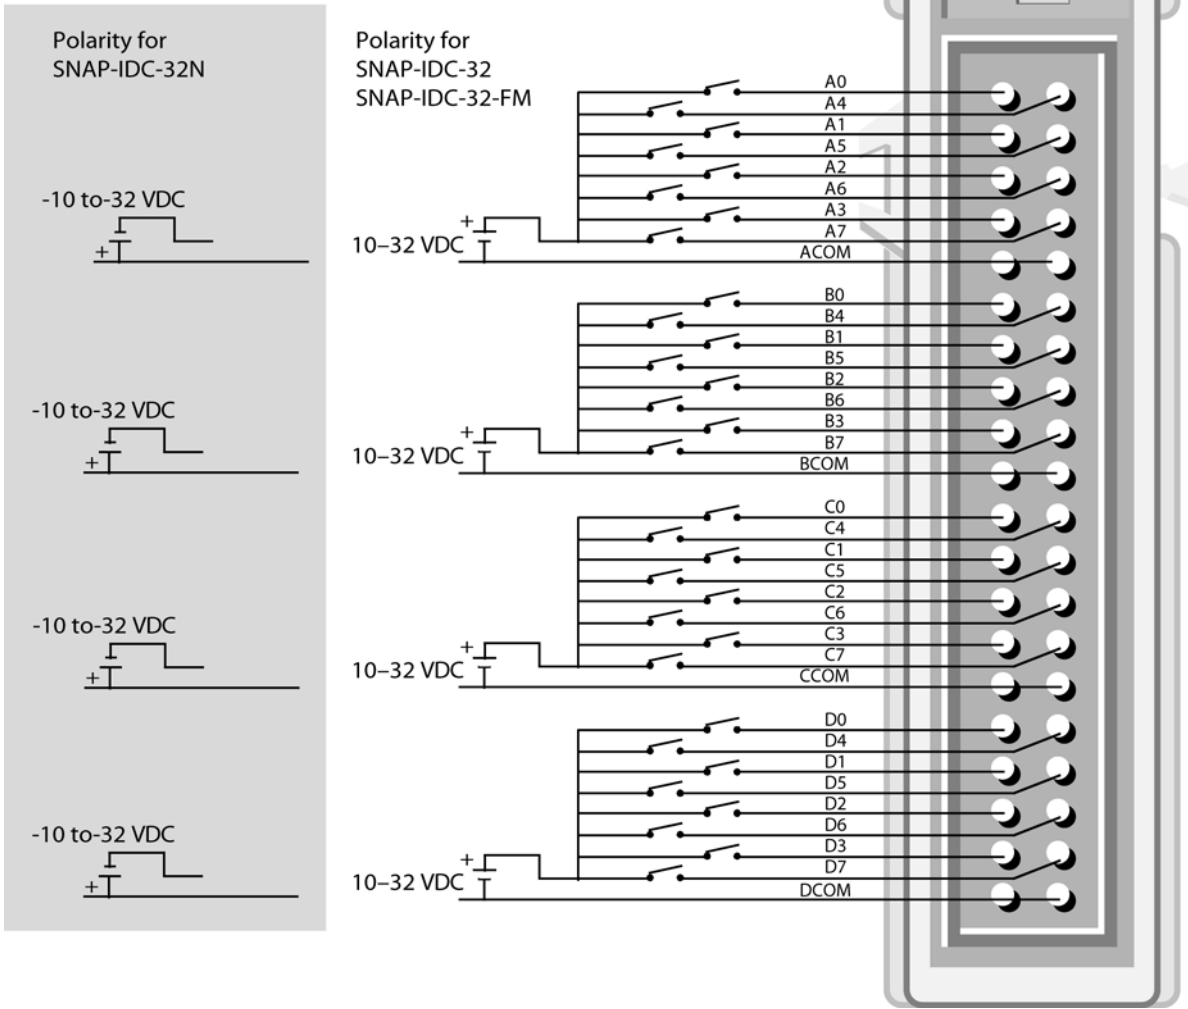 Polarity for
SNAP-IDC-32N
Polarity for
SNAP-IDC-32
SNAP-IDC-32-FM
A0
A4
A1
A5
A2
A6
-10 to-32 VDC
A3
+
A7
10–32 VDC
+
ACOM
B0
B4
B1
B5
B2
B6
-10 to-32 VDC
B3
+
B7
10–32 VDC
+
BCOM
C0
C4
C1
C5
C2
C6
-10 to-32 VDC
C3
+
C7
10–32 VDC
+
CCOM
D0
D4
D1
D5
D2
D6
-10 to-32 VDC
D3
+
D7
10–32 VDC
+
DCOM